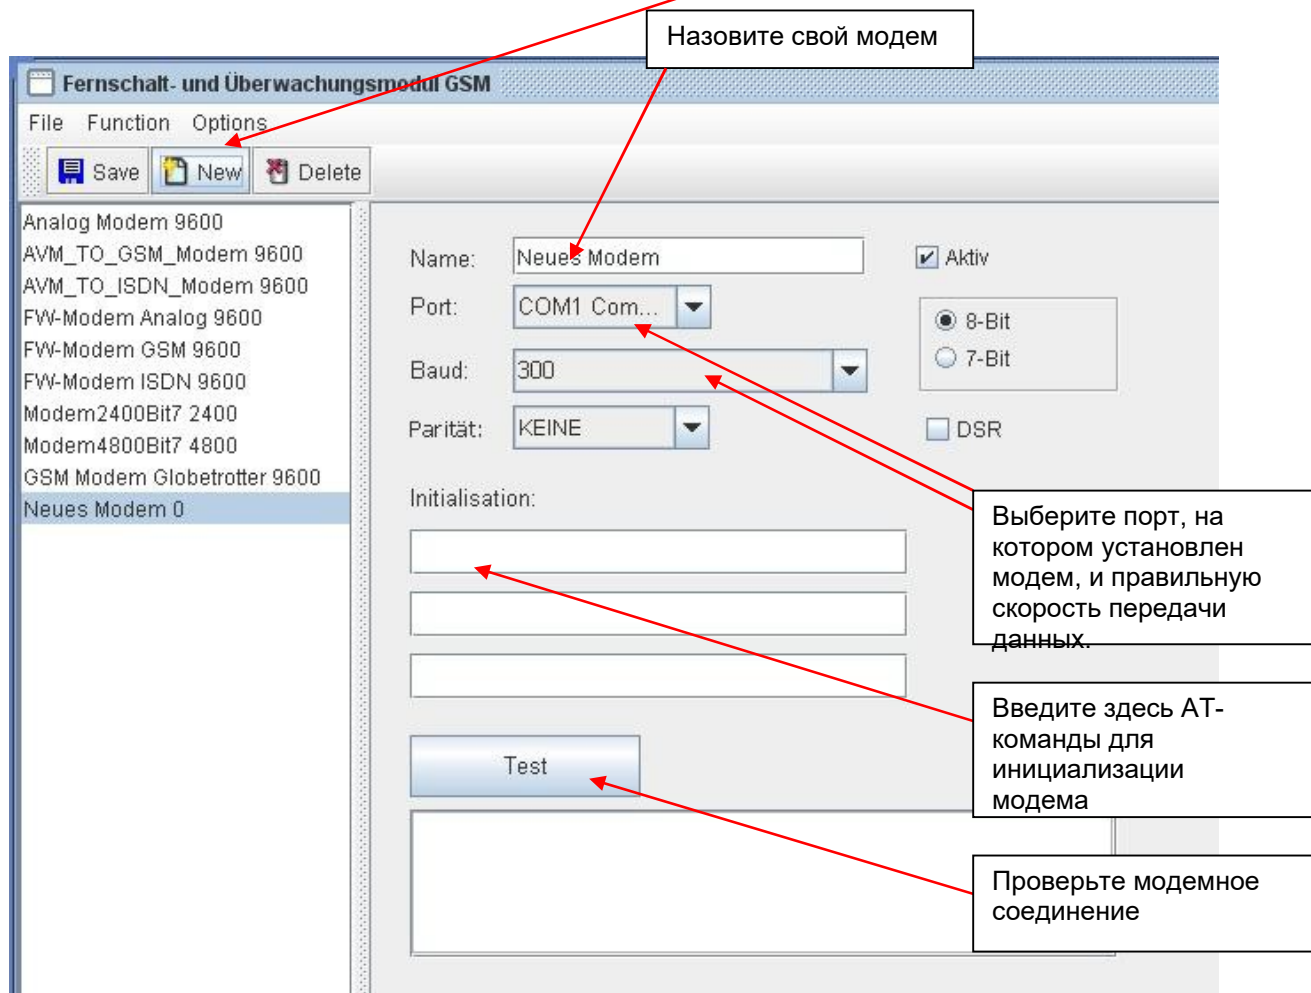 Назовите свой модем
Fernschalt- und Überwachungsmodul GSM
File Function Options
Save New Delete
Analog Modem 9600
AVM_TO_GSM_Modem 9600
AVM_TO_ISDN_Modem 9600
FW-Modem Analog 9600
FW-Modem GSM 9600
FW-Modem ISDN 9600
Modem2400Bit7 2400
Modem4800Bit7 4800
GSM Modem Globetrotter 9600
Neues Modem 0
Name: Neues Modem
Aktiv
Port: COM1 Com...
8-Bit
7-Bit
Baud: 300
Parität: KEINE
DSR
Initialisation:
Выберите порт, на
котором установлен
модем, и правильную
скорость передачи
данных.
Введите здесь АТ-
команды для
инициализации
модема
Test
Проверьте модемное
соединение